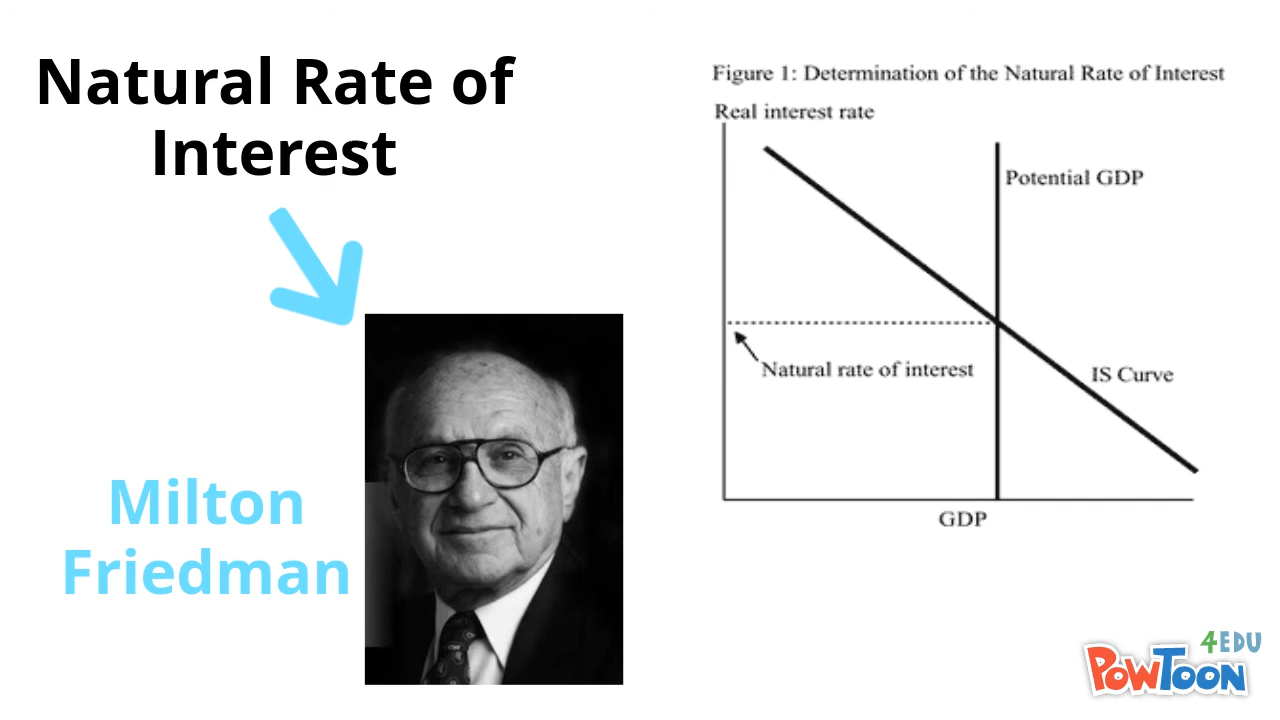 Natural Rate of
Interest
Milton
Friedman
Figure 1: Determination of the Natural Rate of Interest
Real interest rate
Potential GDP
Natural rate of interest
IS Curve
GDP
4EDU
POWTOON